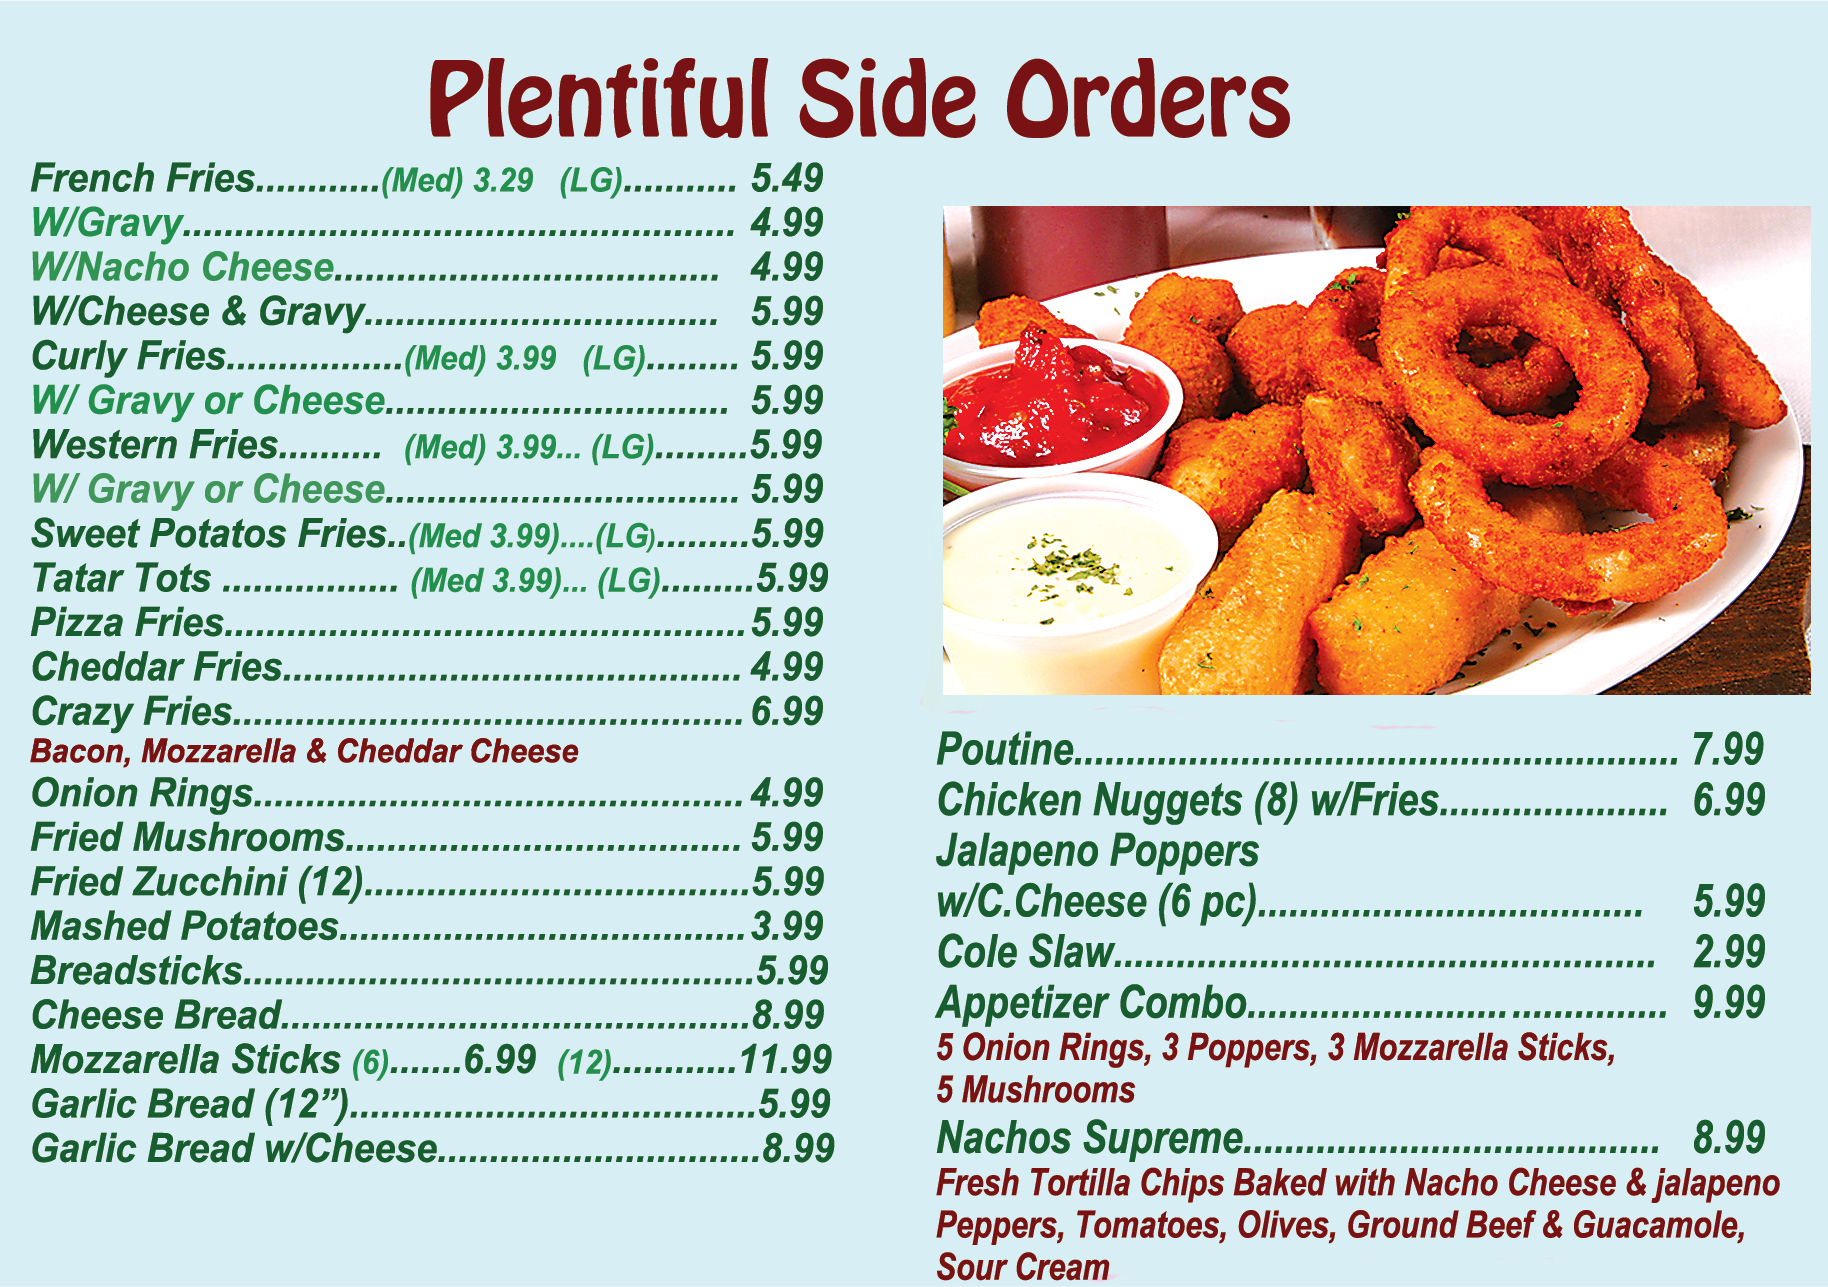 Plentiful Side Orders
French Fries............(Med) 3.29 (LG)........... 5.49
W/Gravy..................................................... 4.99
W/Nacho Cheese..................................... 4.99
W/Cheese & Gravy.................................. 5.99
Curly Fries.................(Med) 3.99 (LG)......... 5.99
W/ Gravy or Cheese................................. 5.99
Western Fries.......... (Med) 3.99... (LG).........5.99
W/ Gravy or Cheese.................................. 5.99
Sweet Potatos Fries..(Med 3.99)....(LG).........5.99
Tatar Tots ................. (Med 3.99)... (LG).........5.99
Pizza Fries.................................................. 5.99
Cheddar Fries............................................ 4.99
Crazy Fries................................................. 6.99
Bacon, Mozzarella & Cheddar Cheese
Onion Rings............................................... 4.99
Fried Mushrooms...................................... 5.99
Fried Zucchini (12).....................................5.99
Mashed Potatoes....................................... 3.99
Breadsticks.................................................5.99
Cheese Bread.............................................8.99
Mozzarella Sticks (6).......6.99 (12)............11.99
Garlic Bread (12”).......................................5.99
Garlic Bread w/Cheese...............................8.99
Poutine.......................................................... 7.99
Chicken Nuggets (8) w/Fries...................... 6.99
Jalapeno Poppers
w/C.Cheese (6 pc)..................................... 5.99
Cole Slaw.................................................... 2.99
Appetizer Combo........................................ 9.99
5 Onion Rings, 3 Poppers, 3 Mozzarella Sticks,
5 Mushrooms
Nachos Supreme........................................ 8.99
Fresh Tortilla Chips Baked with Nacho Cheese & jalapeno
Peppers, Tomatoes, Olives, Ground Beef & Guacamole,
Sour Cream